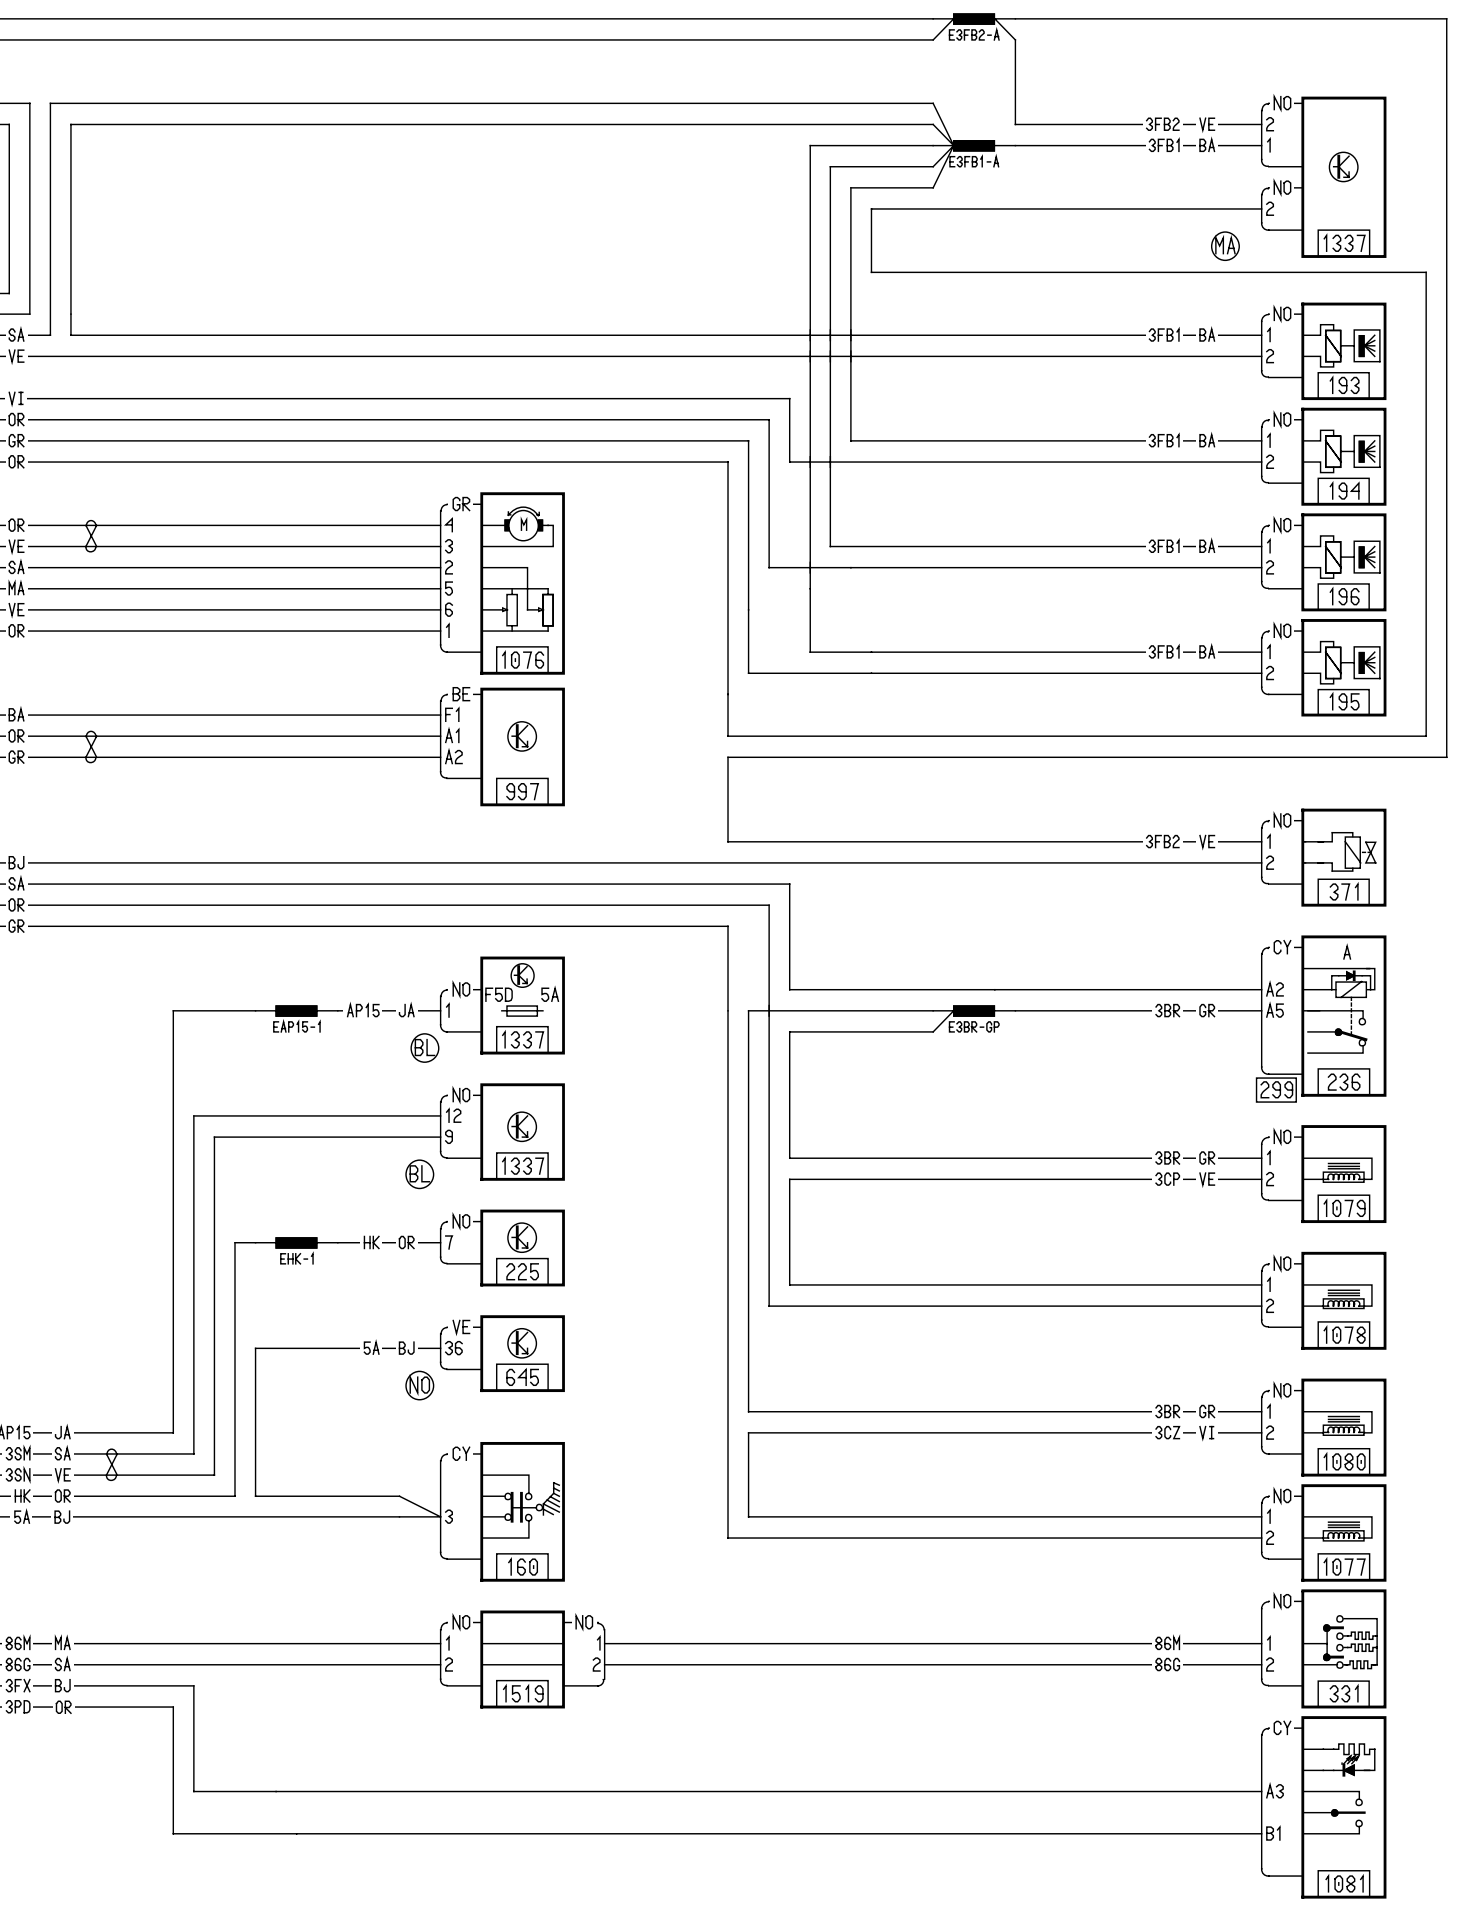 E3FB2-A
NO
3FB2 VE 2
3FB1 BA 1
E3FB1-A
NO
2
MA
1337
SA
NO
3FB1 BA 1
VE
2
193
VI
OR
NO
GR
3FB1 BA 1
OR
2
194
GR
OR
4
M
NO
VE
3
3FB1 BA 1
SA
2
2
MA
5
196
VE
6
OR
1
NO
1076
3FB1 BA 1
2
195
BE
BA
F1
OR
A1
GR
A2
997
NO
3FB2 VE 1
BJ
2
SA
371
OR
GR
CY
A
NO
F5D 5A
A2
EAP15-1
AP15 JA 1
E3BR-GP
3BR GR A5
1337
BL
299
236
NO
12
9
1337
BL
NO
3BR GR 1
3CP VE 2
1079
NO
EHK-1
HK OR 7
225
NO
1
2
1078
VE
5A BJ 36
645
NO
NO
3BR GR 1
3CZ VI 2
1080
AP15 JA
3SM SA
3SN VE
HK OR
5A BJ
CY
3
160
NO
1
2
1077
NO
NO
NO
86M MA 1
1
86M 1
86G SA 2
2
86G 2
3FX BJ
1519
331
3PD OR
CY
A3
B1
1081